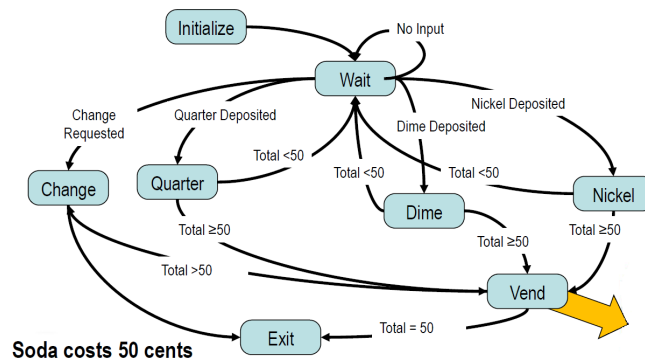 Initialize
No Input
Wait
Change
Requested
Quarter Deposited
Dime Deposited
Nickel Deposited
Total <50
Total <50
Total <50
Change
Quarter
Dime
Nickel
Total ≥50
Total ≥50
Total ≥50
Total >50
Vend
Total = 50
Exit
Soda costs 50 cents